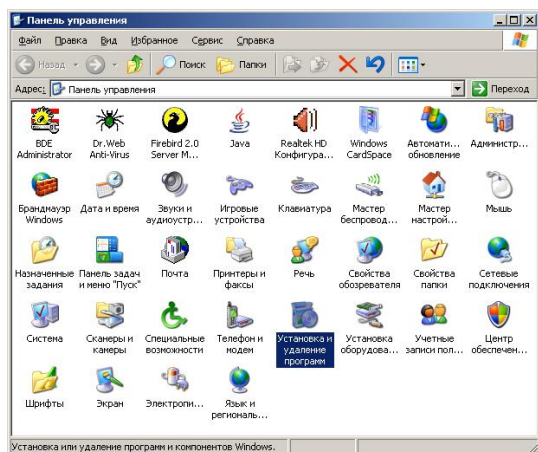 Панель управления
Файл Правка Вид Избранное Сервис Справка
Назад Поиск Папки
Адрес: Панель управления Переход
BDE Administrator
Dr.Web Anti-Virus
Firebird 2.0 Server M...
Java
Realtek HD Конфигура...
Windows CardSpace
Автомати... обновление
Администр...
Брандмауэр Windows
Дата и время
Звуки и аудиоустр...
Игровые устройства
Клавиатура
Мастер беспровод...
Мастер настрой...
Мышь
Назначенные задания
Панель задач и меню "Пуск"
Почта
Принтеры и факсы
Речь
Свойства обозревателя
Свойства папки
Сетевые подключения
Система
Сканеры и камеры
Специальные возможности
Телефон и модем
Установка и удаление программ
Установка оборудова...
Учетные записи пол...
Центр обеспечен...
Шрифты
Экран
Электропи...
Язык и региональ...
Установка или удаление программ и компонентов Windows.